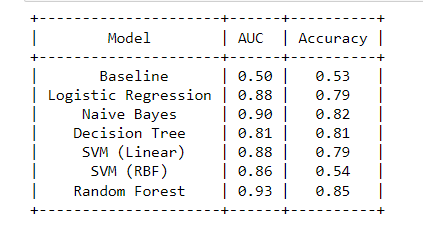 +---------------------+------+----------+
| Model | AUC | Accuracy |
+---------------------+------+----------+
| Baseline | 0.50 | 0.53 |
| Logistic Regression | 0.88 | 0.79 |
| Naive Bayes | 0.90 | 0.82 |
| Decision Tree | 0.81 | 0.81 |
| SVM (Linear) | 0.88 | 0.79 |
| SVM (RBF) | 0.86 | 0.54 |
| Random Forest | 0.93 | 0.85 |
+---------------------+------+----------+